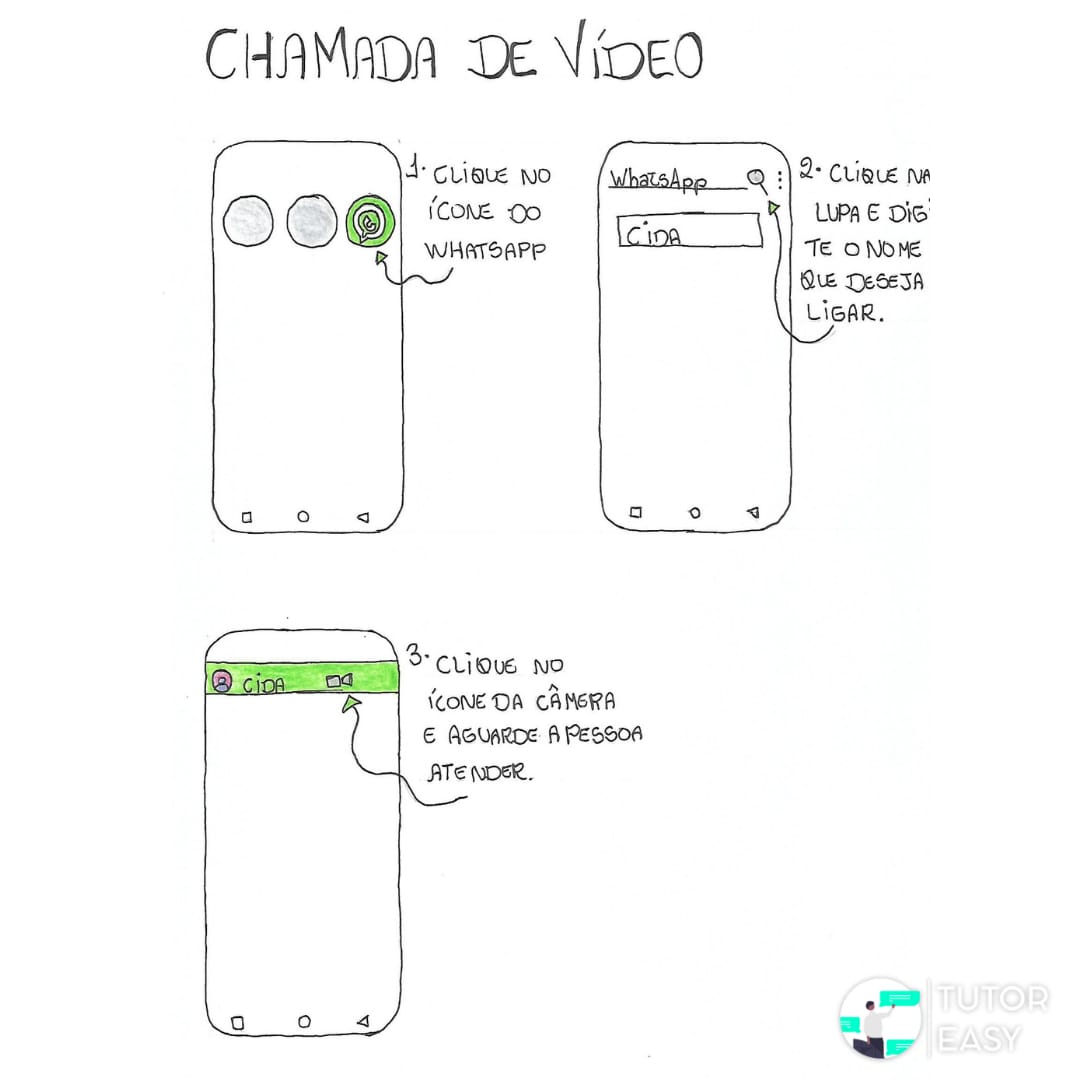 CHAMADA DE VÍDEO
1. CLIQUE NO
ÍCONE DO
WHATSAPP
WhatsApp
CIDA
2. CLIQUE NA
LUPA E DIGI
TE O NOME
QUE DESEJA
LIGAR.
CIDA
3. CLIQUE NO
ÍCONE DA CÂMERA
E AGUARDE A PESSOA
ATENDER.
TUTOR
EASY